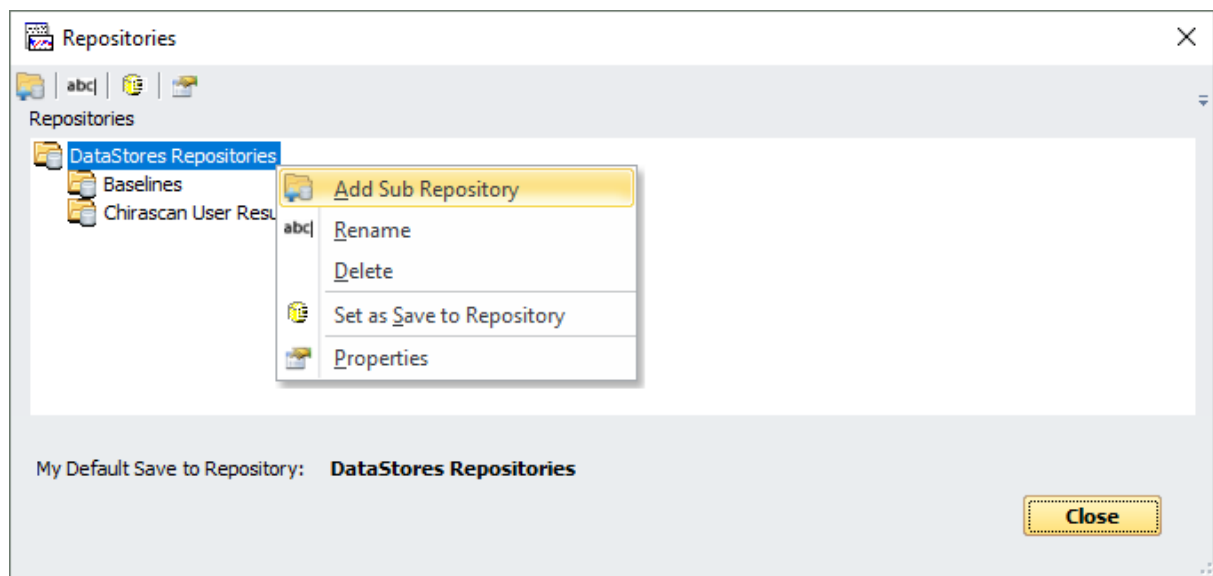 Repositories
abc|
Repositories
DataStores Repositories
Baselines
Chirascan User Resu
Add Sub Repository
abc| Rename
Delete
Set as Save to Repository
Properties
My Default Save to Repository: DataStores Repositories
Close